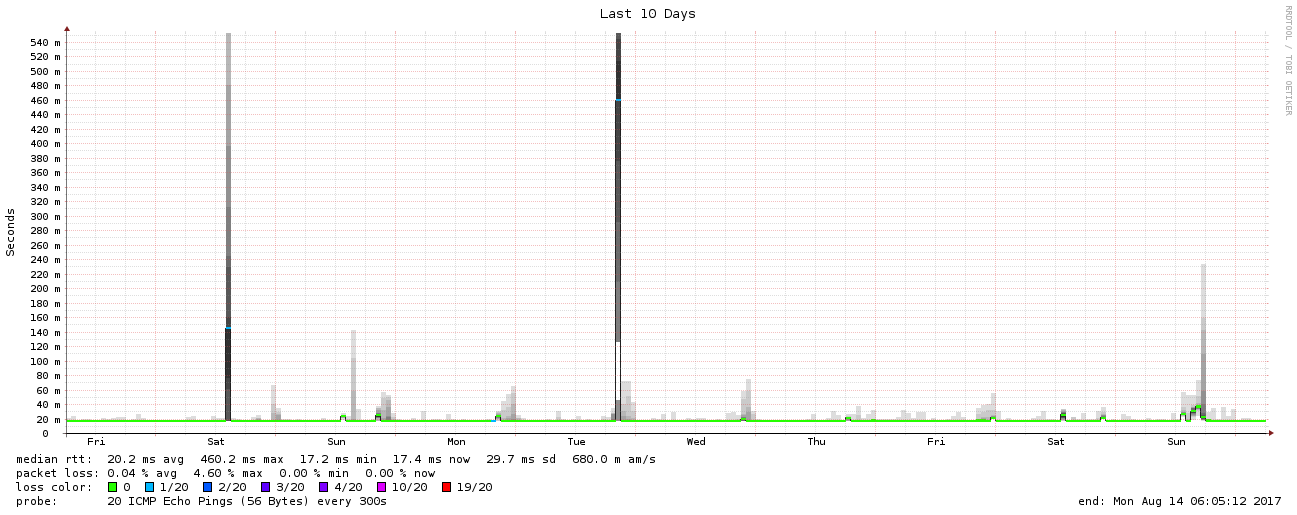 Last 10 Days
RRDTOOL / TOBI OETIKER
Seconds
540 m
520 m
500 m
480 m
460 m
440 m
420 m
400 m
380 m
360 m
340 m
320 m
300 m
280 m
260 m
240 m
220 m
200 m
180 m
160 m
140 m
120 m
100 m
80 m
60 m
40 m
20 m
0
Fri Sat Sun Mon Tue Wed Thu Fri Sat Sun
median rtt: 20.2 ms avg 460.2 ms max 17.2 ms min 17.4 ms now 29.7 ms sd 680.0 m am/s
packet loss: 0.04 % avg 4.60 % max 0.00 % min 0.00 % now
loss color: 0 1/20 2/20 3/20 4/20 10/20 19/20
probe: 20 ICMP Echo Pings (56 Bytes) every 300s end: Mon Aug 14 06:05:12 2017